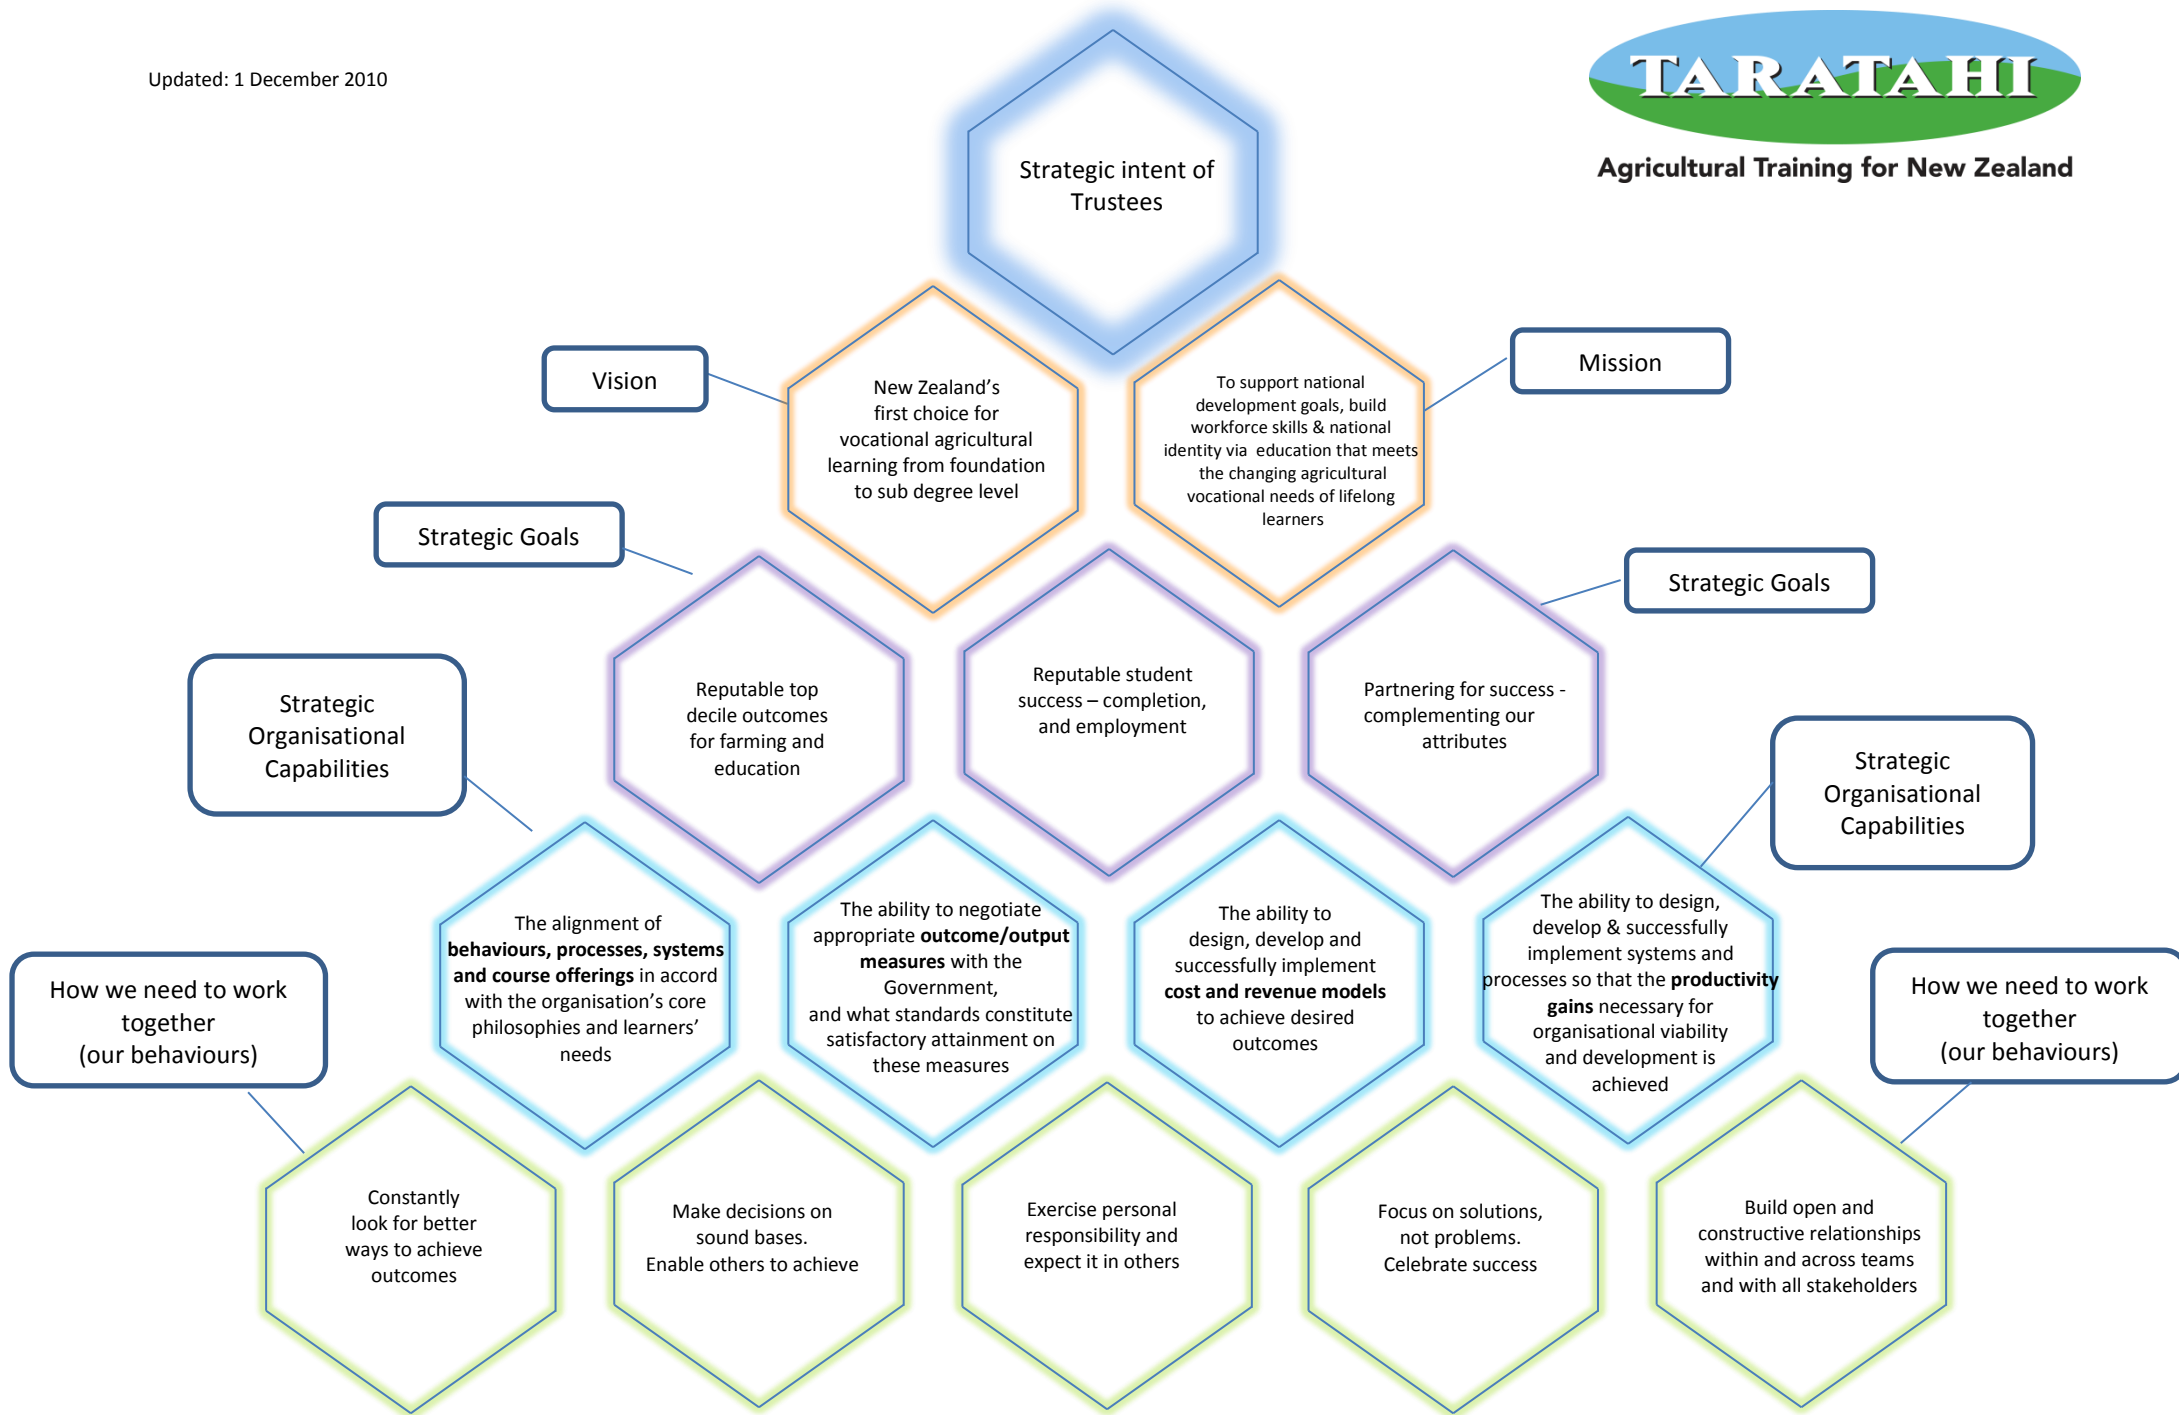 Updated: 1 December 2010
TARATAHI
Agricultural Training for New Zealand
Strategic intent of
Trustees
Vision
New Zealand's
first choice for
vocational agricultural
learning from foundation
to sub degree level
To support national
development goals, build
workforce skills & national
identity via  education that meets
the changing agricultural
vocational needs of lifelong
learners
Mission
Strategic Goals
Reputable top
decile outcomes
for farming and
education
Reputable student
success – completion,
and employment
Partnering for success -
complementing our
attributes
Strategic Goals
Strategic
Organisational
Capabilities
The alignment of
behaviours, processes, systems
and course offerings in accord
with the organisation's core
philosophies and learners'
needs
The ability to negotiate
appropriate outcome/output
measures with the
Government,
and what standards constitute
satisfactory attainment on
these measures
The ability to
design, develop and
successfully implement
cost and revenue models
to achieve desired
outcomes
The ability to design,
develop & successfully
implement systems and
processes so that the productivity
gains necessary for
organisational viability
and development is
achieved
Strategic
Organisational
Capabilities
How we need to work
together
(our behaviours)
Constantly
look for better
ways to achieve
outcomes
Make decisions on
sound bases.
Enable others to achieve
Exercise personal
responsibility and
expect it in others
Focus on solutions,
not problems.
Celebrate success
Build open and
constructive relationships
within and across teams
and with all stakeholders
How we need to work
together
(our behaviours)